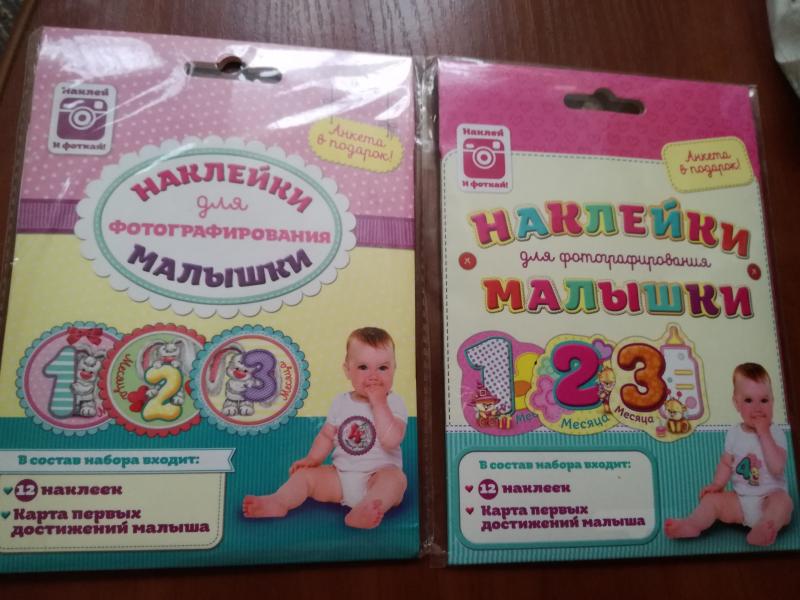 Наклей
и фоткай!
Анкета
в подарок!
НАКЛЕЙКИ
для
ФОТОГРАФИРОВАНИЯ
МАЛЫШКИ
1 2 3
Месяца
Месяца
4
В состав набора входит:
12 наклеек
Карта первых
достижений малыша
Наклей
и фоткай!
Анкета
в подарок!
НАКЛЕЙКИ
для фотографирования
МАЛЫШКИ
1 2 3
Мес
Месяца
Месяца
4
В состав набора входит:
12 наклеек
Карта первых
достижений малыша